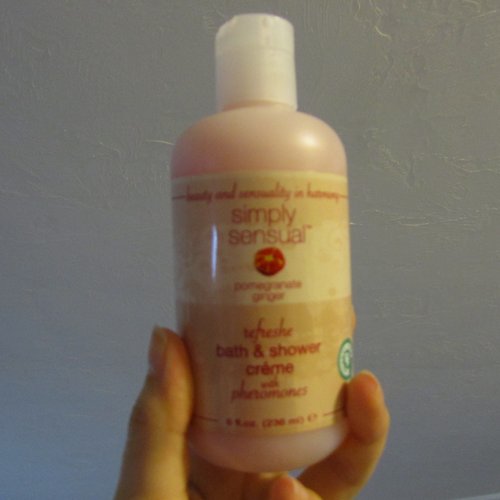 beauty and sensuality in harmony
simply
sensual™
pomegranate
ginger
refreshe
bath & shower
crème
with
pheromones
8 fl oz. (236 ml) e